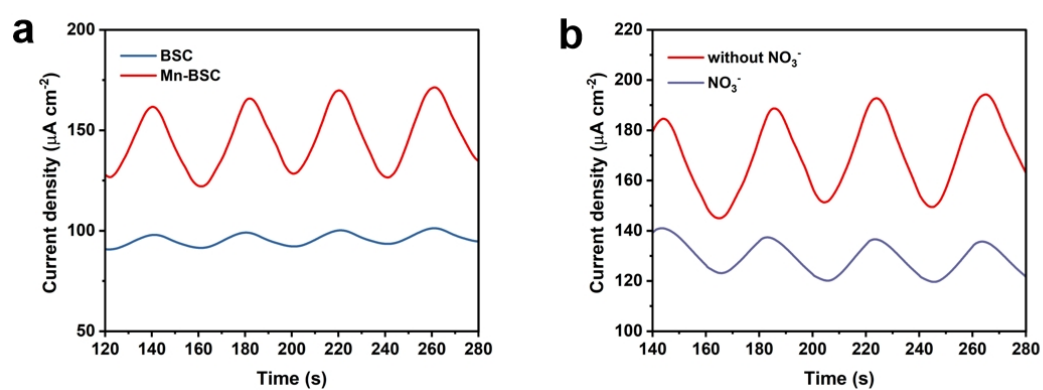 a
200
150
100
50
BSC
Mn-BSC
Current density (μA cm⁻²)
120 140 160 180 200 220 240 260 280
Time (s)
b
220
200
180
160
140
120
100
without NO₃⁻
NO₃⁻
Current density (μA cm⁻²)
140 160 180 200 220 240 260 280
Time (s)